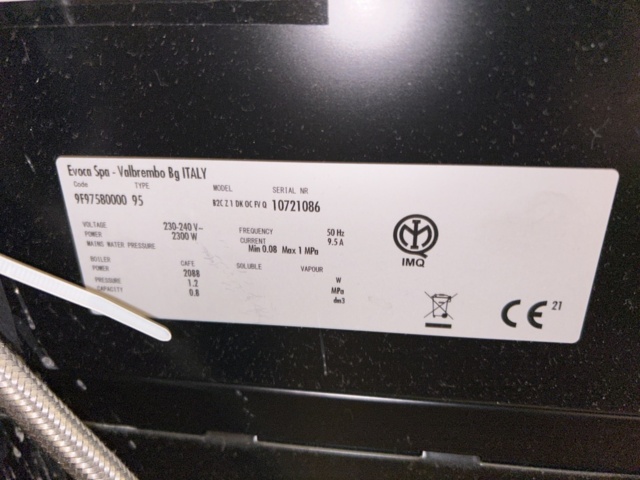 Evoca Spa - Valbrembo Bg ITALY
Code TYPE MODEL SERIAL NR
9F97580000 95 B2C Z 1 DK OC F/ Q 10721086
VOLTAGE 230-240 V~ FREQUENCY 50 Hz
POWER 2300 W CURRENT 9.5 A
MAINS WATER PRESSURE Min 0.08 Max 1 MPa
BOILER CAFE SOLUBLE VAPOUR
POWER 2088 W
PRESSURE 1.2 MPa
CAPACITY 0.8 dm3
IMQ
CE 21